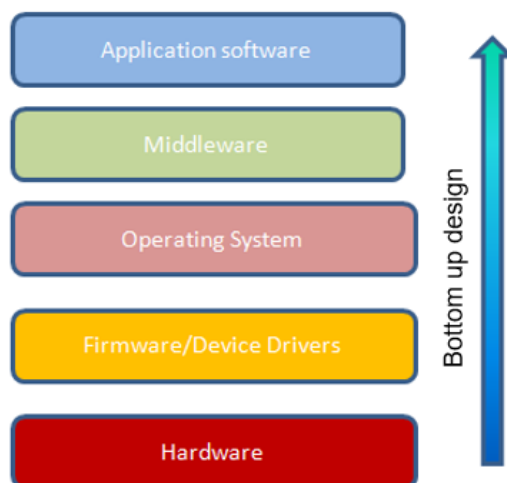 Application software
Middleware
Operating System
Firmware/Device Drivers
Hardware
Bottom up design